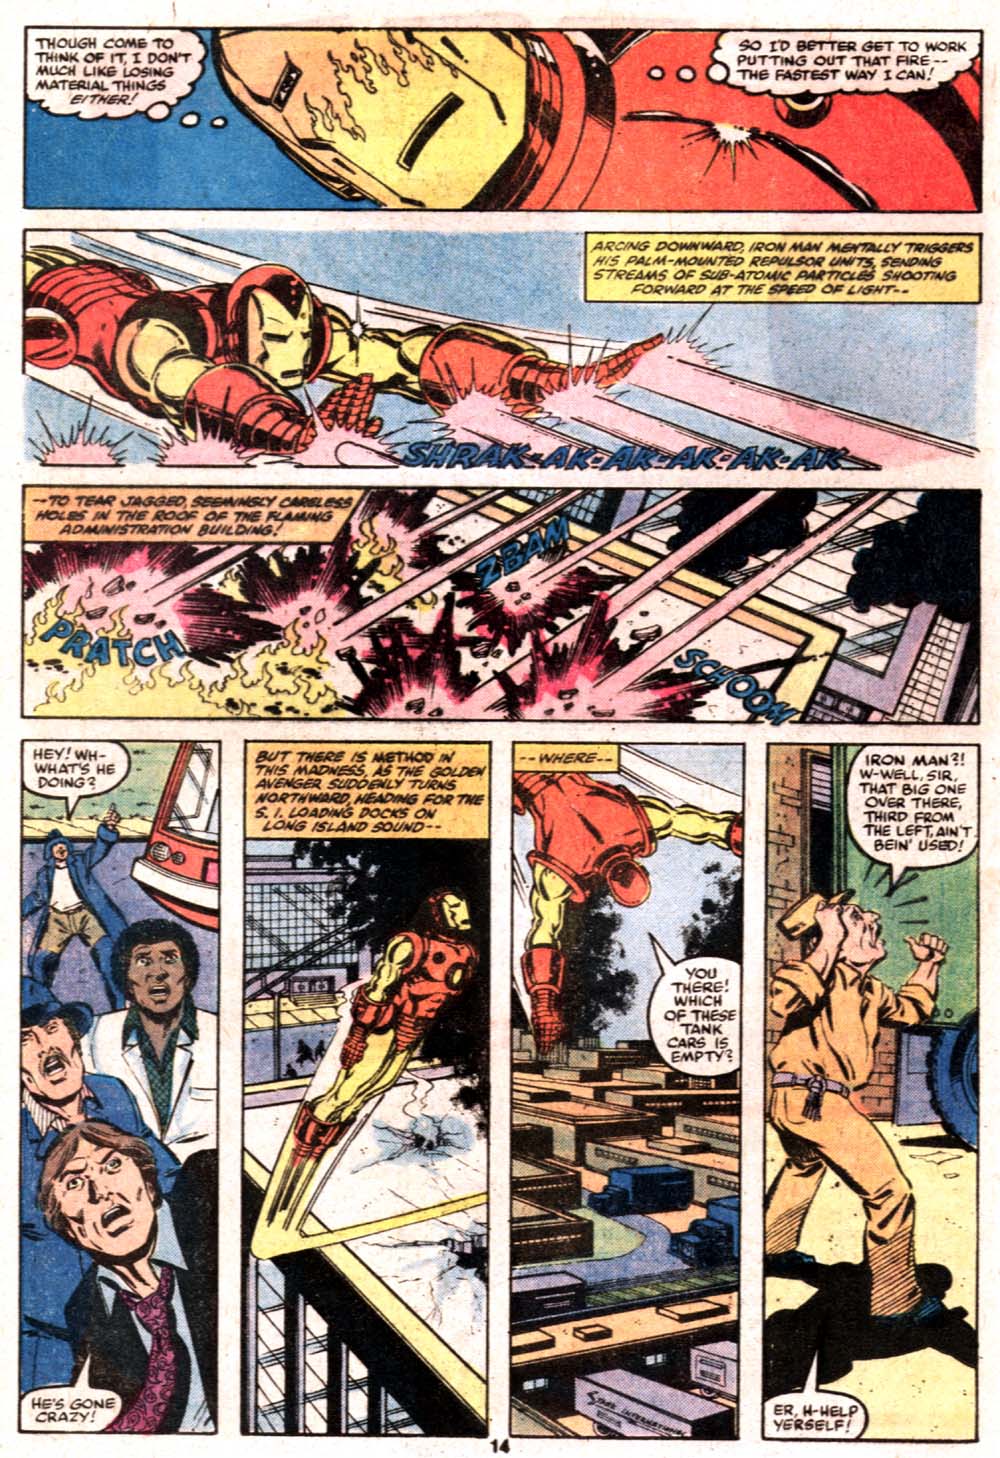 THOUGH COME TO
THINK OF IT, I DON'T
MUCH LIKE LOSING
MATERIAL THINGS
EITHER!
SO I'D BETTER GET TO WORK
PUTTING OUT THAT FIRE--
THE FASTEST WAY I CAN!
ARCING DOWNWARD, IRON MAN MENTALLY TRIGGERS
HIS PALM-MOUNTED REPULSOR UNITS, SENDING
STREAMS OF SUB-ATOMIC PARTICLES SHOOTING
FORWARD AT THE SPEED OF LIGHT--
SHRAK-AK-AK-AK-AK-AK
--TO TEAR JAGGED, SEEMINGLY CARELESS
HOLES IN THE ROOF OF THE FLAMING
ADMINISTRATION BUILDING!
ZBAM
PRATCH
SCHOOM
HEY! WH-
WHAT'S HE
DOING?
HE'S GONE
CRAZY!
BUT THERE IS METHOD IN
THIS MADNESS, AS THE GOLDEN
AVENGER SUDDENLY TURNS
NORTHWARD, HEADING FOR THE
S.I. LOADING DOCKS ON
LONG ISLAND SOUND--
--WHERE--
YOU
THERE!
WHICH
OF THESE
TANK
CARS IS
EMPTY?
STARK INTERNATIONAL
IRON MAN?!
W-WELL, SIR,
THAT BIG ONE
OVER THERE,
THIRD FROM
THE LEFT, AIN'T
BEIN' USED!
ER, H-HELP
YERSELF!
14